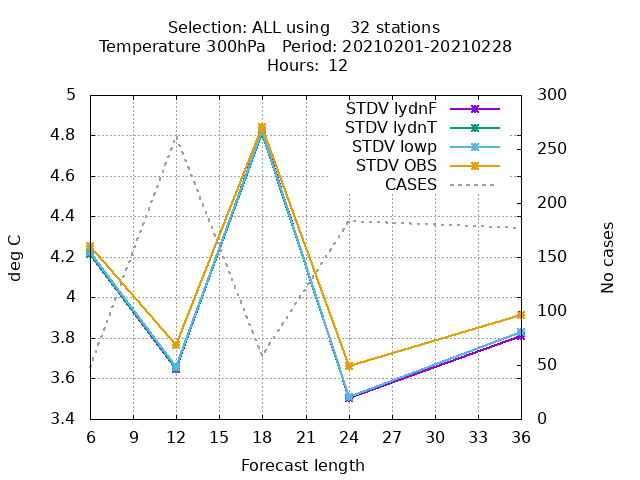 Selection: ALL using    32 stations
Temperature 300hPa   Period: 20210201-20210228
Hours:  12
STDV lydnF
STDV lydnT
STDV lowp
STDV OBS
CASES
deg C
5
4.8
4.6
4.4
4.2
4
3.8
3.6
3.4
300
250
200
150
100
50
0
No cases
6 9 12 15 18 21 24 27 30 33 36
Forecast length